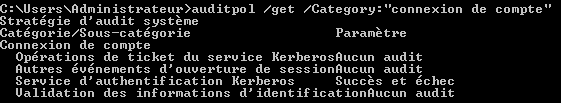 C:\Users\Administrateur>auditpol /get /Category:"connexion de compte"
Stratégie d'audit système
Catégorie/Sous-catégorie Paramètre
Connexion de compte
Opérations de ticket du service KerberosAucun audit
Autres événements d'ouverture de sessionAucun audit
Service d'authentification Kerberos Succès et échec
Validation des informations d'identificationAucun audit